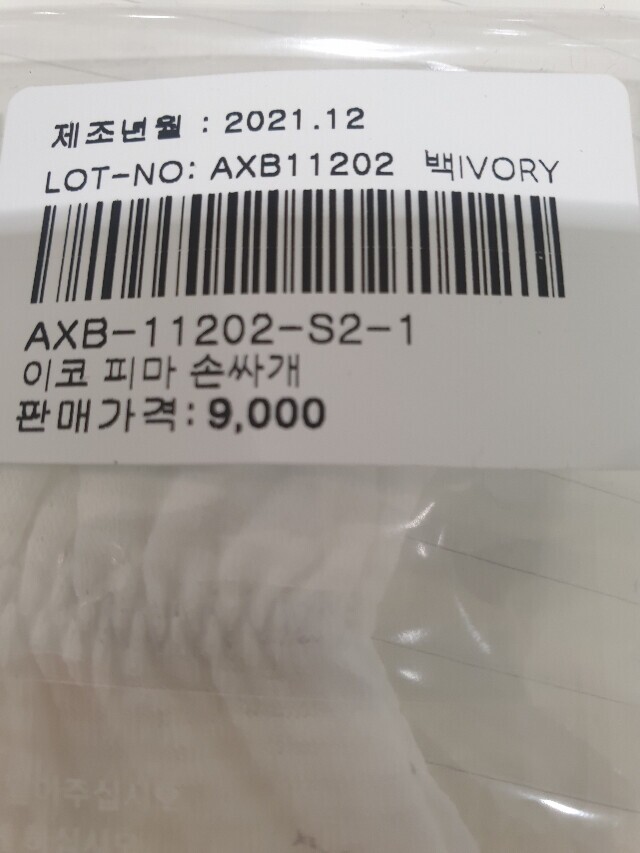 제조년월 : 2021.12
LOT-NO: AXB11202 백IVORY
AXB-11202-S2-1
이코 피마 손싸개
판매가격: 9,000